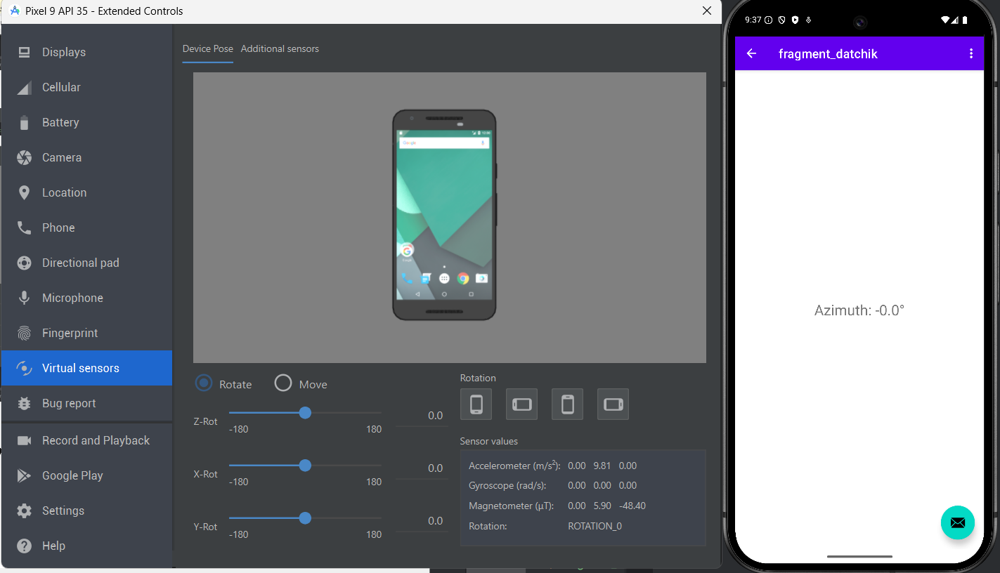 Pixel 9 API 35 - Extended Controls
Displays
Cellular
Battery
Camera
Location
Phone
Directional pad
Microphone
Fingerprint
Virtual sensors
Bug report
Record and Playback
Google Play
Settings
Help
Device Pose Additional sensors
Google
Rotate Move
Z-Rot
-180 180
0.0
X-Rot
-180 180
0.0
Y-Rot
-180 180
0.0
Rotation
Sensor values
Accelerometer (m/s²): 0.00 9.81 0.00
Gyroscope (rad/s): 0.00 0.00 0.00
Magnetometer (μT): 0.00 5.90 -48.40
Rotation: ROTATION_0
9:37
fragment_datchik
Azimuth: -0.0°